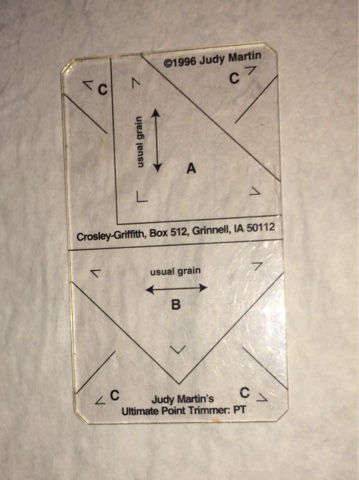 ©1996 Judy Martin
C
C
usual grain
A
Crosley-Griffith, Box 512, Grinnell, IA 50112
usual grain
B
C
C
Judy Martin's
Ultimate Point Trimmer: PT